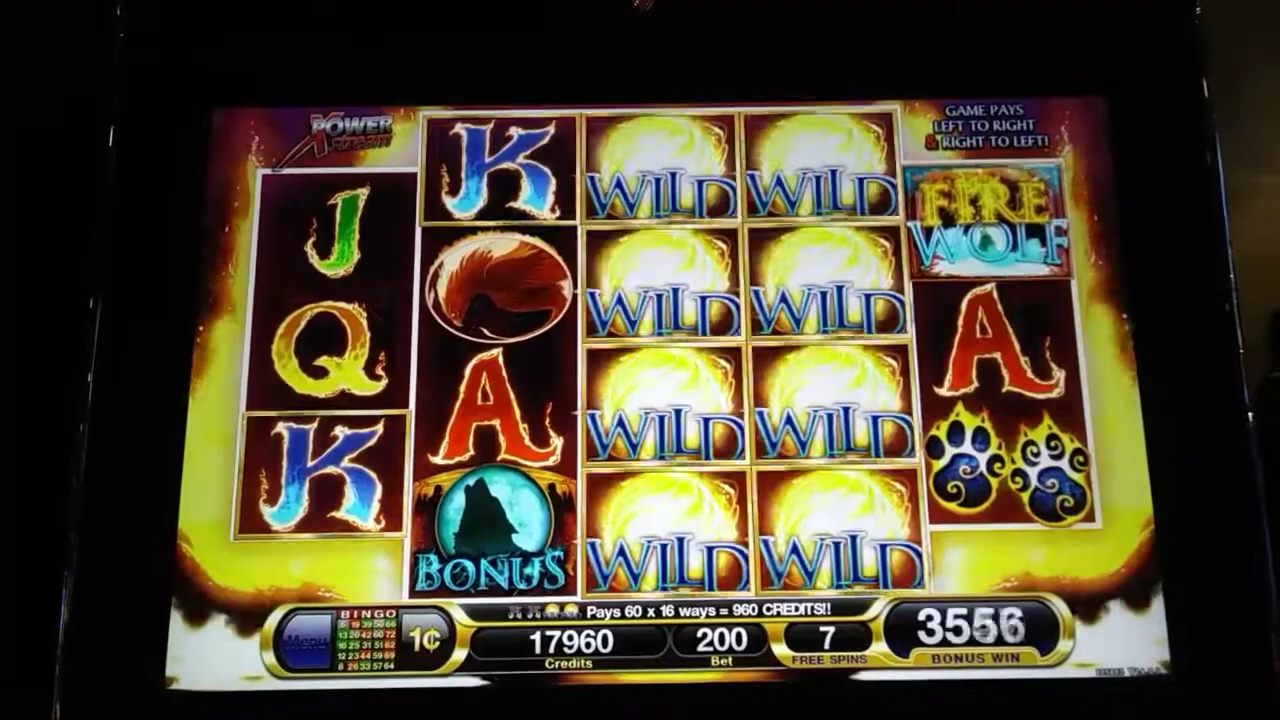 POWER
Xtream
GAME PAYS
LEFT TO RIGHT
& RIGHT TO LEFT!
K WILD WILD
J FIRE
WOLF
WILD WILD
Q A
A WILD WILD
K
BONUS WILD WILD
Pays 60 x 16 ways = 960 CREDITS!!
Menu BINGO 1¢
17960 200 7
Credits Bet FREE SPINS BONUS WIN